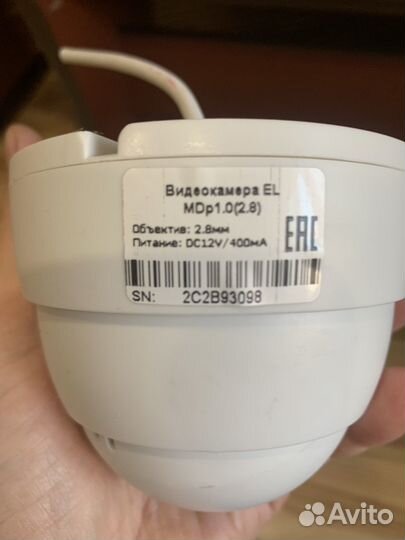 Видеокамера EL
MDp1.0(2.8)
Объектив: 2.8мм
Питание: DC12V/400мА
EAC
SN: 2C2B93098
Avito